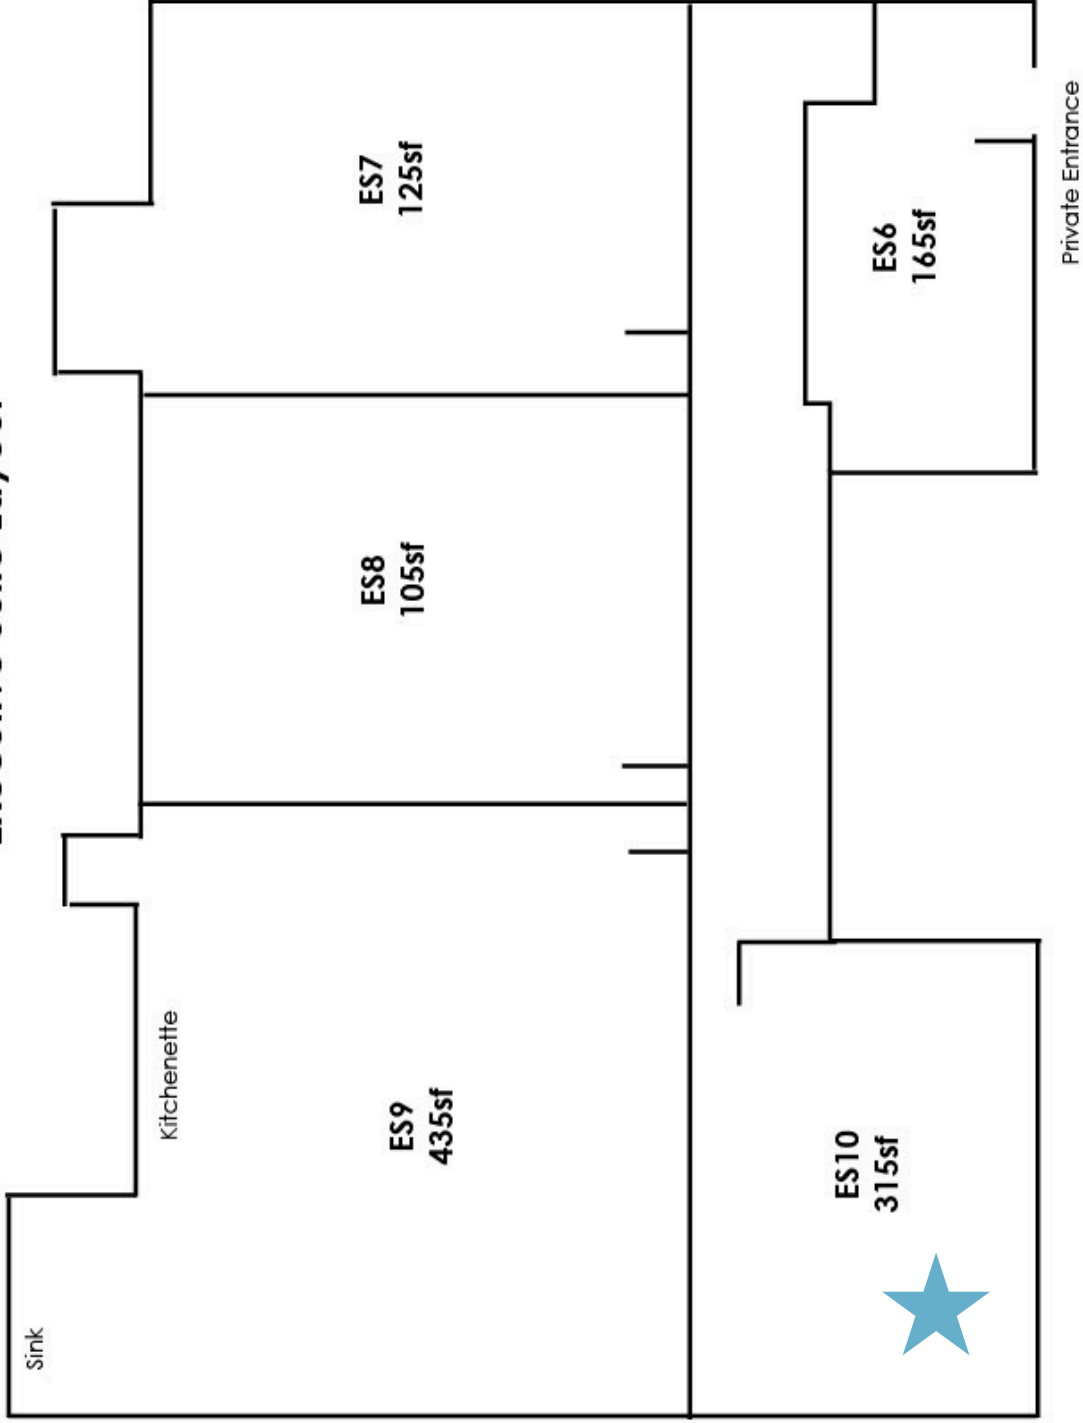 Sink
Kitchenette
ES9
435sf
ES8
105sf
ES7
125sf
ES10
315sf
ES6
165sf
Private Entrance